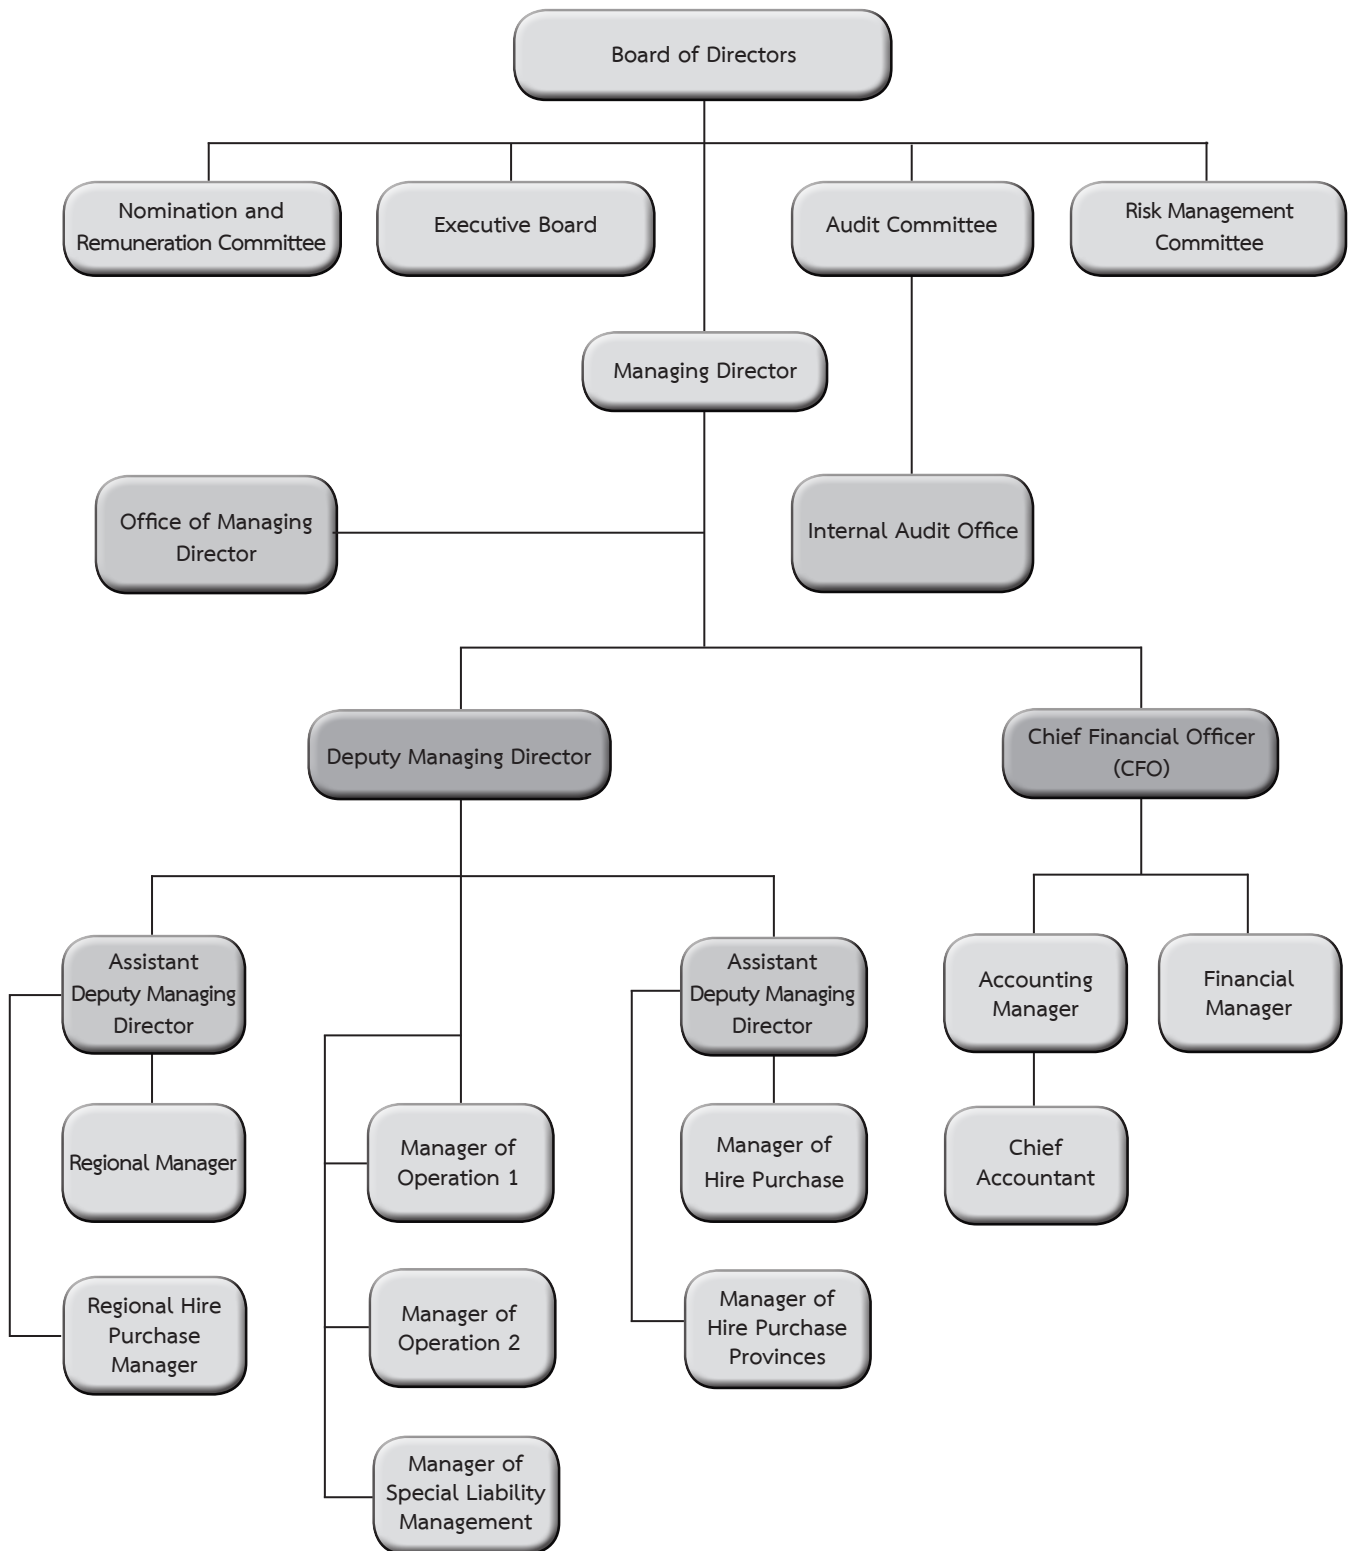 Board of Directors
Nomination and
Remuneration Committee
Executive Board
Audit Committee
Risk Management
Committee
Managing Director
Office of Managing
Director
Internal Audit Office
Deputy Managing Director
Chief Financial Officer
(CFO)
Assistant
Deputy Managing
Director
Assistant
Deputy Managing
Director
Accounting
Manager
Financial
Manager
Regional Manager
Manager of
Operation 1
Manager of
Hire Purchase
Chief
Accountant
Regional Hire
Purchase
Manager
Manager of
Operation 2
Manager of
Hire Purchase
Provinces
Manager of
Special Liability
Management